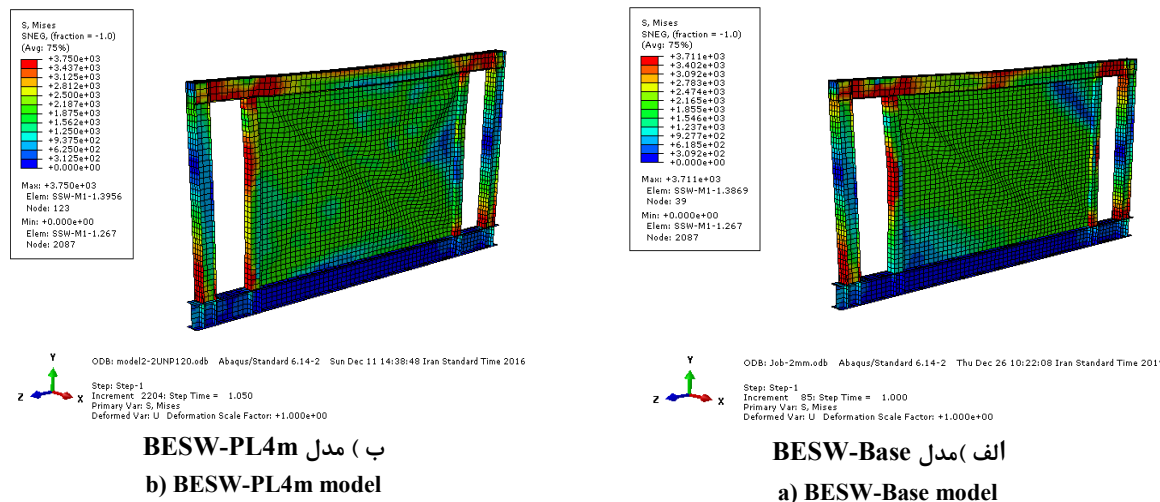 S, Mises
SNEG, (fraction = -1.0)
(Avg: 75%)
+3.750e+03
+3.437e+03
+3.125e+03
+2.812e+03
+2.500e+03
+2.187e+03
+1.875e+03
+1.562e+03
+1.250e+03
+9.375e+02
+6.250e+02
+3.125e+02
+0.000e+00
Max: +3.750e+03
Elem: SSW-M1-1.3956
Node: 123
Min: +0.000e+00
Elem: SSW-M1-1.267
Node: 2087
Y
Z
X
ODB: model2-2UNP120.odb Abaqus/Standard 6.14-2 Sun Dec 11 14:38:48 Iran Standard Time 2016
Step: Step-1
Increment 2204: Step Time = 1.050
Primary Var: S, Mises
Deformed Var: U Deformation Scale Factor: +1.000e+00
ب ) مدل BESW-PL4m
b) BESW-PL4m model
S, Mises
SNEG, (fraction = -1.0)
(Avg: 75%)
+3.711e+03
+3.402e+03
+3.092e+03
+2.783e+03
+2.474e+03
+2.165e+03
+1.855e+03
+1.546e+03
+1.237e+03
+9.277e+02
+6.185e+02
+3.092e+02
+0.000e+00
Max: +3.711e+03
Elem: SSW-M1-1.3869
Node: 39
Min: +0.000e+00
Elem: SSW-M1-1.267
Node: 2087
Y
Z
X
ODB: Job-2mm.odb Abaqus/Standard 6.14-2 Thu Dec 26 10:22:08 Iran Standard Time
Step: Step-1
Increment 85: Step Time = 1.000
Primary Var: S, Mises
Deformed Var: U Deformation Scale Factor: +1.000e+00
الف )مدل BESW-Base
a) BESW-Base model